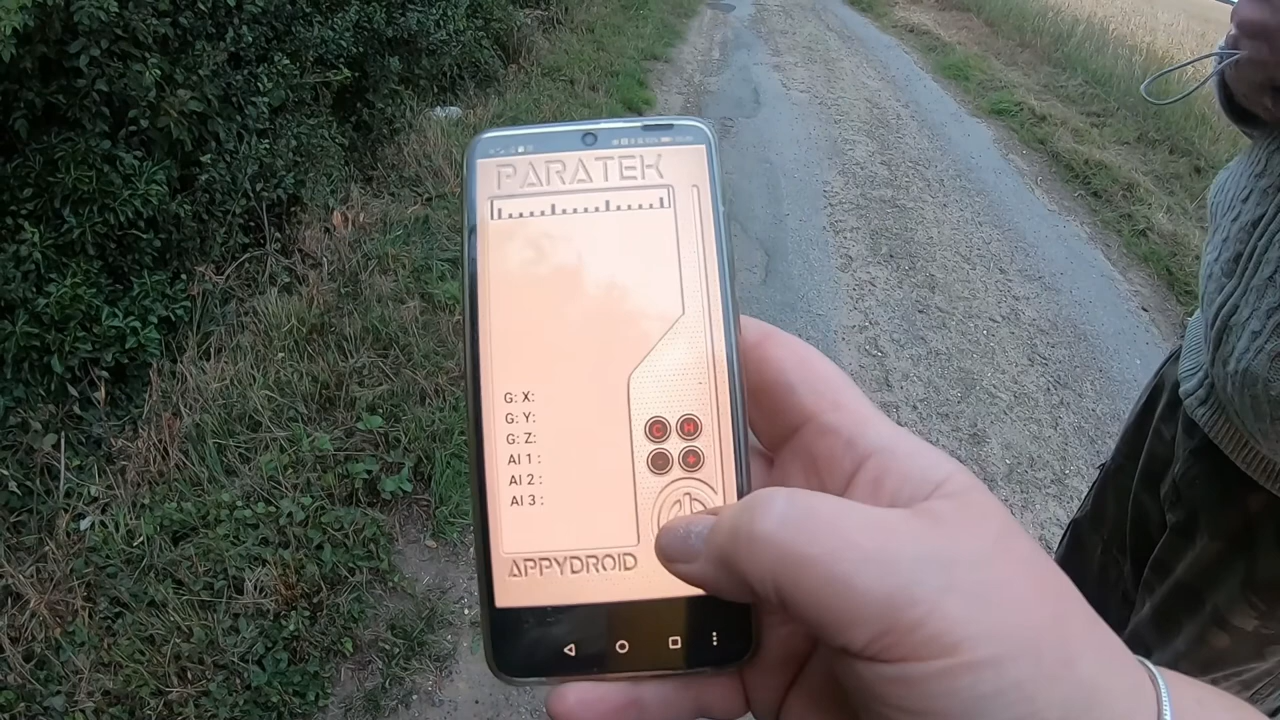 PARATEK
G: X:
G: Y:
G: Z:
AI 1 :
AI 2 :
AI 3 :
C H
- +
APPYDROID